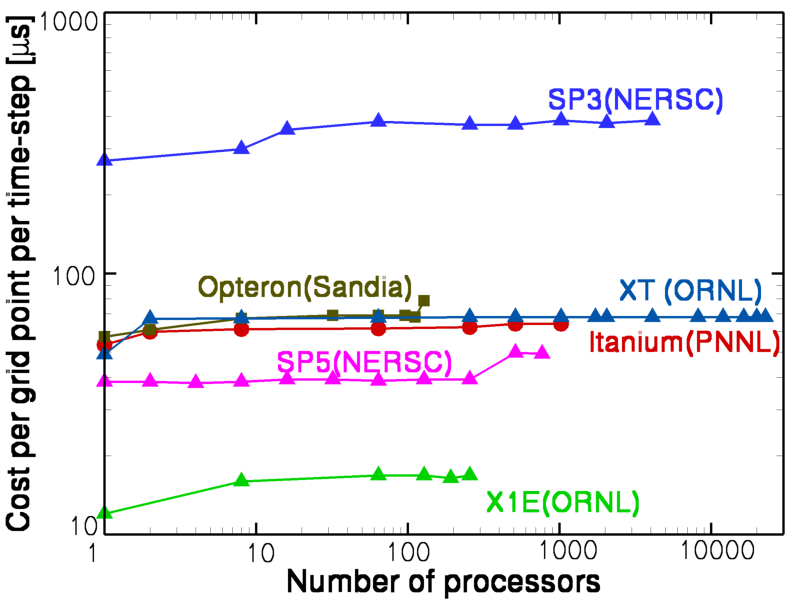 1000
SP3(NERSC)
Cost per grid point per time-step [μs]
100
Opteron(Sandia)
XT (ORNL)
Itanium(PNNL)
SP5(NERSC)
X1E(ORNL)
10
1 10 100 1000 10000
Number of processors